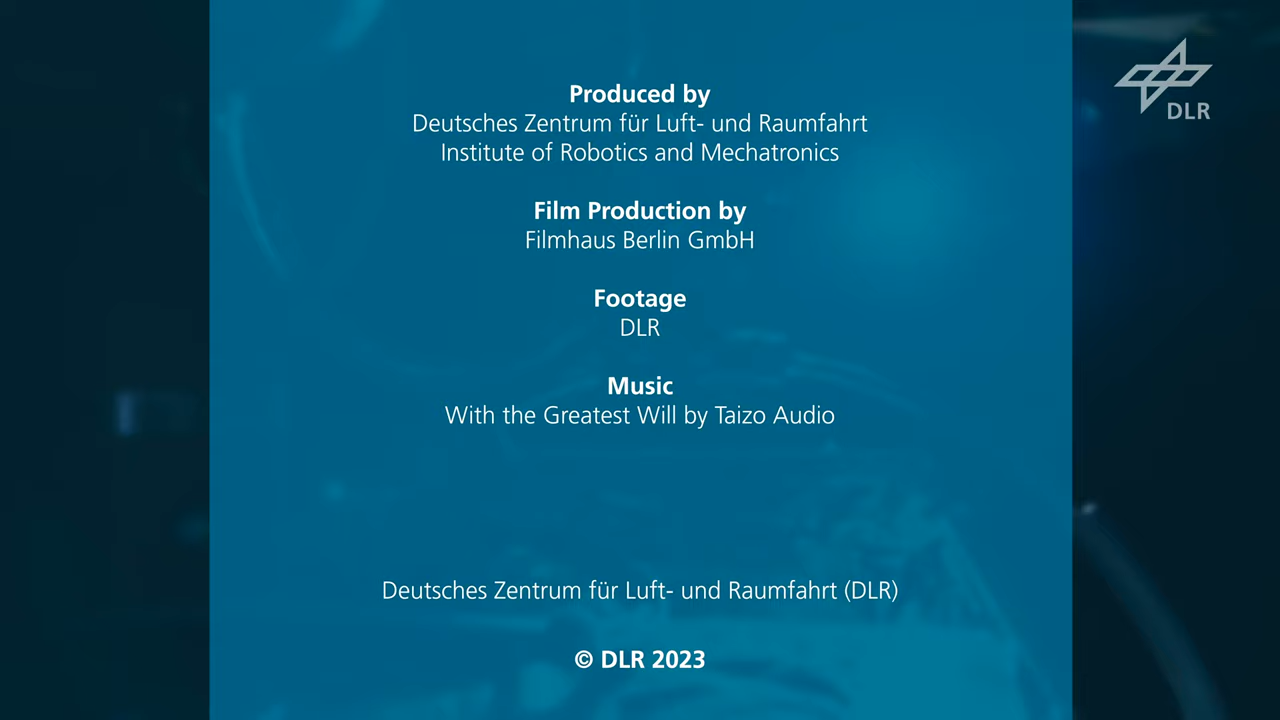 Produced by
Deutsches Zentrum für Luft- und Raumfahrt
Institute of Robotics and Mechatronics
Film Production by
Filmhaus Berlin GmbH
Footage
DLR
Music
With the Greatest Will by Taizo Audio
Deutsches Zentrum für Luft- und Raumfahrt (DLR)
© DLR 2023
DLR